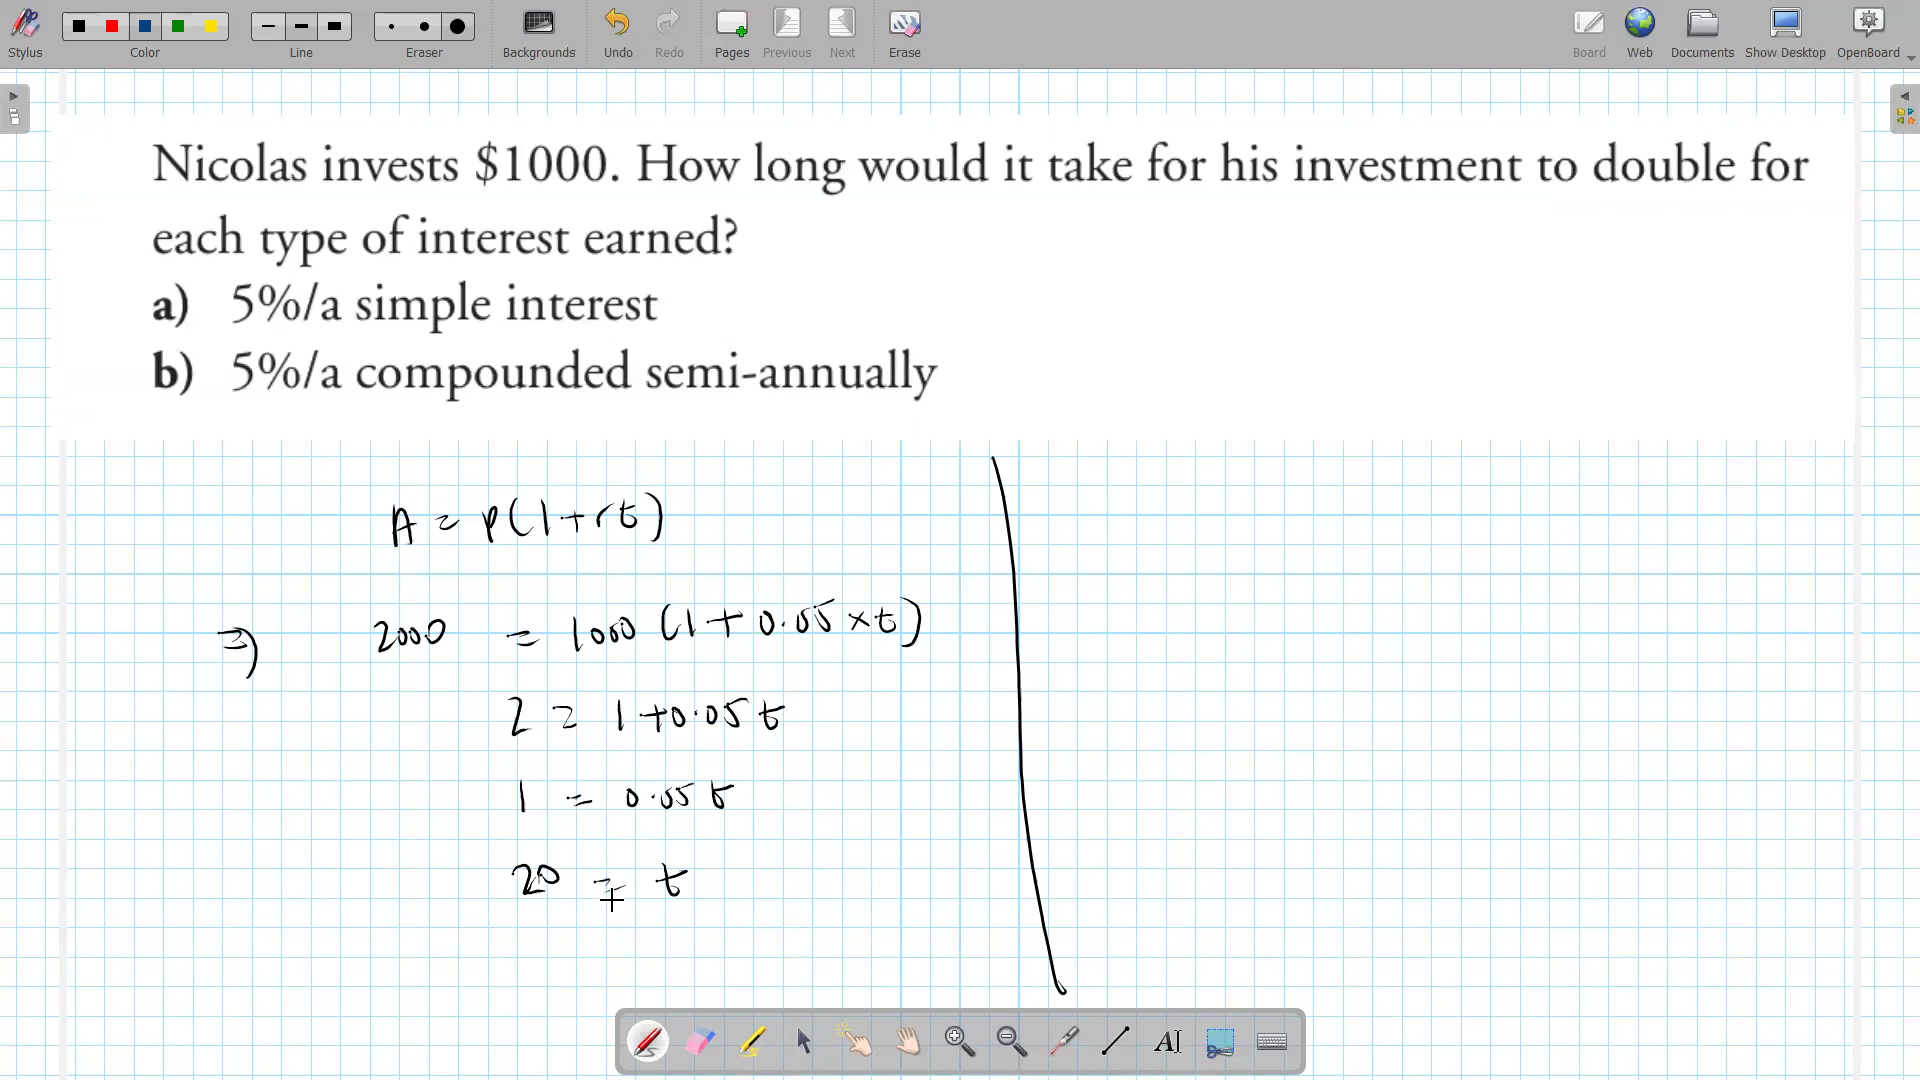 Stylus
Color
Line
Eraser
Backgrounds
Undo
Redo
Pages
Previous
Next
Erase
Board
Web
Documents
Show Desktop
OpenBoard
Nicolas invests $1000. How long would it take for his investment to double for
each type of interest earned?
a) 5%/a simple interest
b) 5%/a compounded semi-annually
A = P(1+rt)
⇒ 2000 = 1000 (1 + 0.05 × t)
2 = 1+0.05t
1 = 0.05t
20 = t